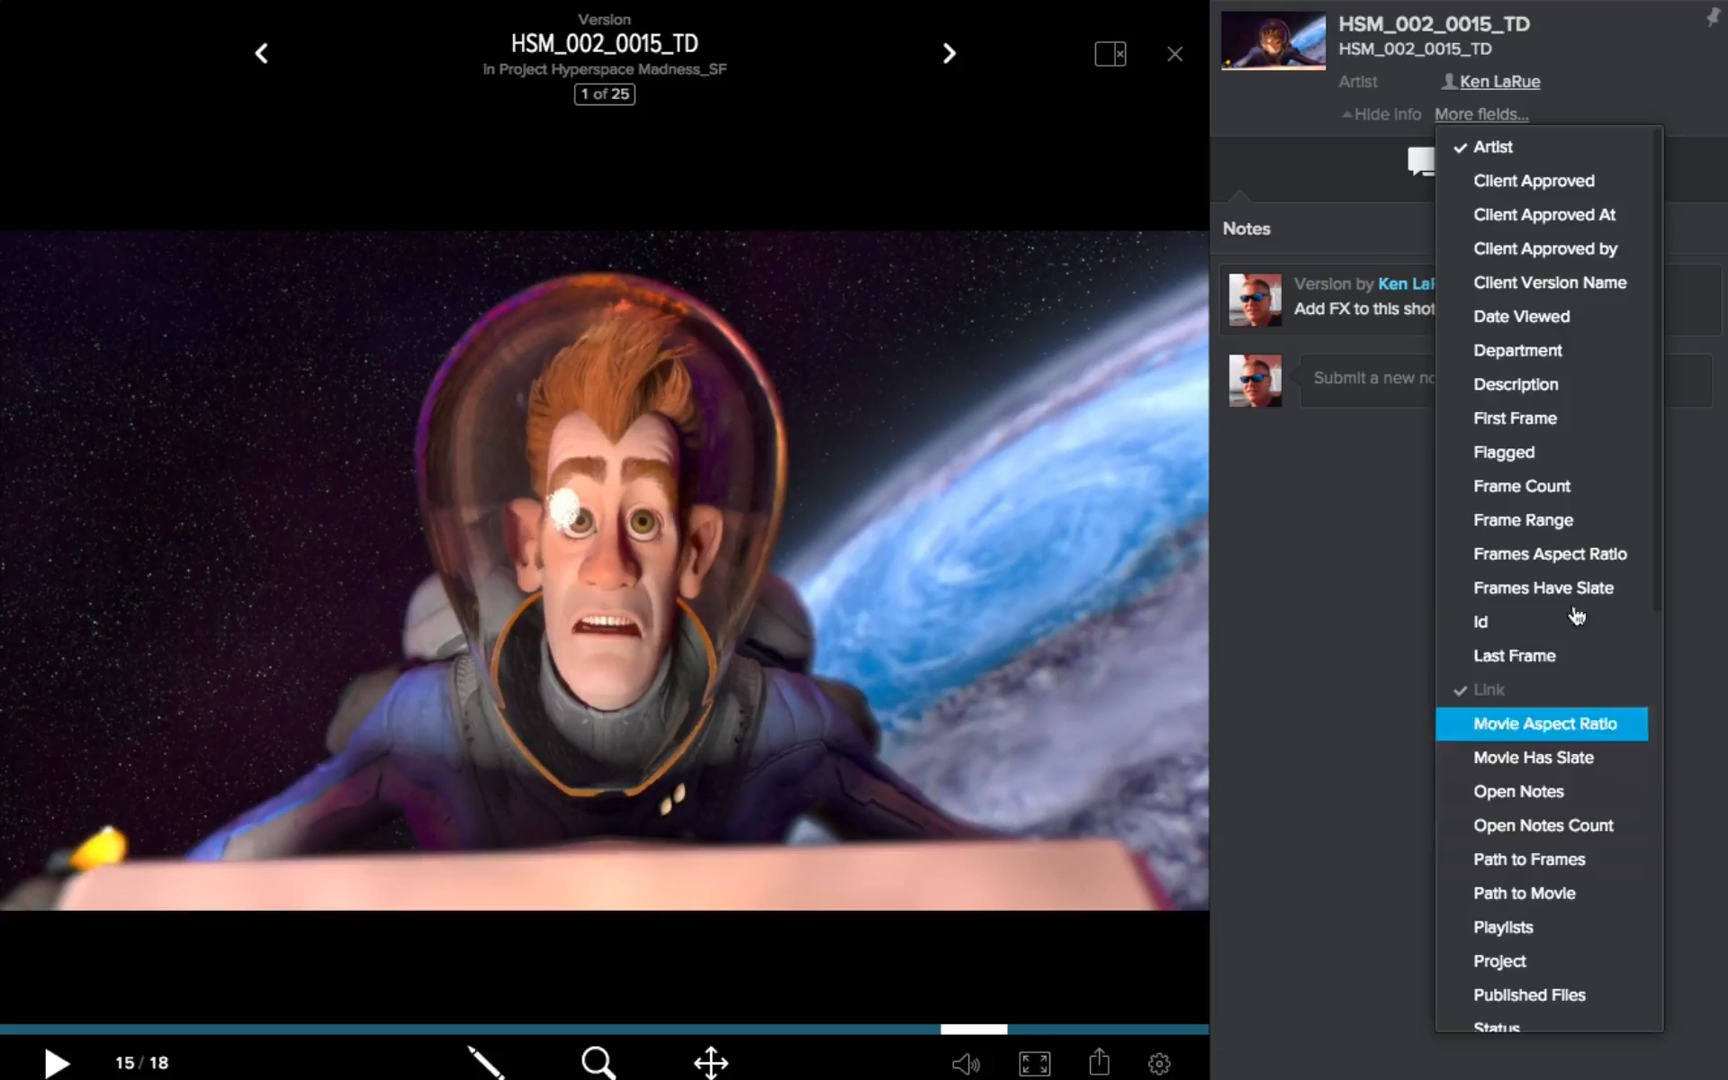 Version
HSM_002_0015_TD
in Project Hyperspace Madness_SF
1 of 25
HSM_002_0015_TD
HSM_002_0015_TD
Artist
Ken LaRue
Hide info
More fields...
Artist
Client Approved
Client Approved At
Client Approved by
Client Version Name
Date Viewed
Department
Description
First Frame
Flagged
Frame Count
Frame Range
Frames Aspect Ratio
Frames Have Slate
Id
Last Frame
Link
Movie Aspect Ratio
Movie Has Slate
Open Notes
Open Notes Count
Path to Frames
Path to Movie
Playlists
Project
Published Files
Status
Notes
Version by Ken LaR
Add FX to this shot
Submit a new no
15 / 18